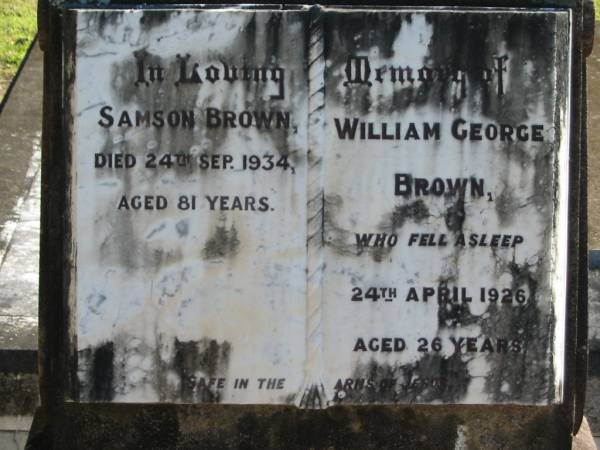 In Loving Memory of
SAMSON BROWN,
DIED 24TH SEP. 1934,
AGED 81 YEARS.
WILLIAM GEORGE
BROWN,
WHO FELL ASLEEP
24TH APRIL 1926
AGED 26 YEARS
SAFE IN THE ARMS OF JESUS.